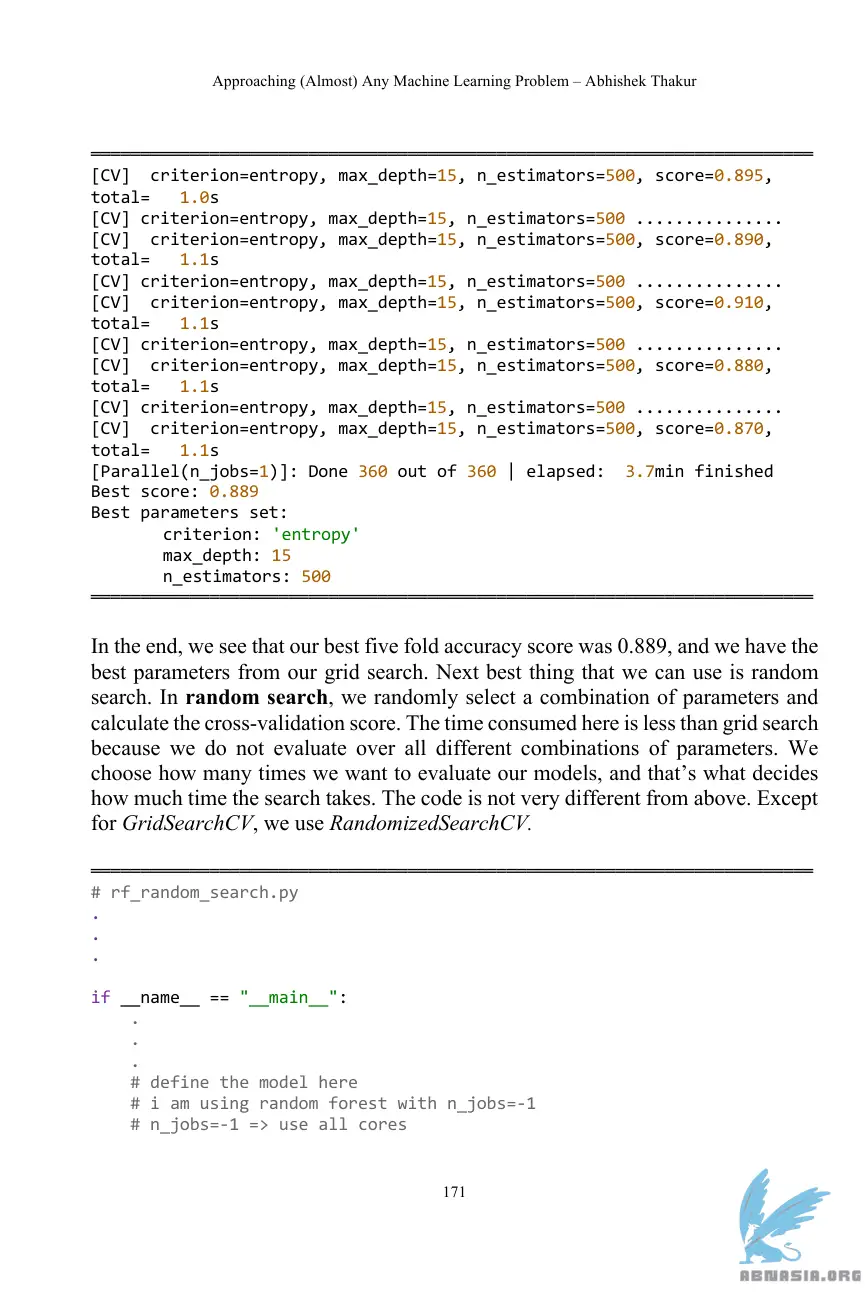 Approaching (Almost) Any Machine Learning Problem – Abhishek Thakur
[CV]  criterion=entropy, max_depth=15, n_estimators=500, score=0.895,
total=   1.0s
[CV] criterion=entropy, max_depth=15, n_estimators=500 ...............
[CV]  criterion=entropy, max_depth=15, n_estimators=500, score=0.890,
total=   1.1s
[CV] criterion=entropy, max_depth=15, n_estimators=500 ...............
[CV]  criterion=entropy, max_depth=15, n_estimators=500, score=0.910,
total=   1.1s
[CV] criterion=entropy, max_depth=15, n_estimators=500 ...............
[CV]  criterion=entropy, max_depth=15, n_estimators=500, score=0.880,
total=   1.1s
[CV] criterion=entropy, max_depth=15, n_estimators=500 ...............
[CV]  criterion=entropy, max_depth=15, n_estimators=500, score=0.870,
total=   1.1s
[Parallel(n_jobs=1)]: Done 360 out of 360 | elapsed:  3.7min finished
Best score: 0.889
Best parameters set:
criterion: 'entropy'
max_depth: 15
n_estimators: 500
In the end, we see that our best five fold accuracy score was 0.889, and we have the
best parameters from our grid search. Next best thing that we can use is random
search. In random search, we randomly select a combination of parameters and
calculate the cross-validation score. The time consumed here is less than grid search
because we do not evaluate over all different combinations of parameters. We
choose how many times we want to evaluate our models, and that’s what decides
how much time the search takes. The code is not very different from above. Except
for GridSearchCV, we use RandomizedSearchCV.
# rf_random_search.py
.
.
.
if __name__ == "__main__":
.
.
.
# define the model here
# i am using random forest with n_jobs=-1
# n_jobs=-1 => use all cores
171
ABNASIA.ORG